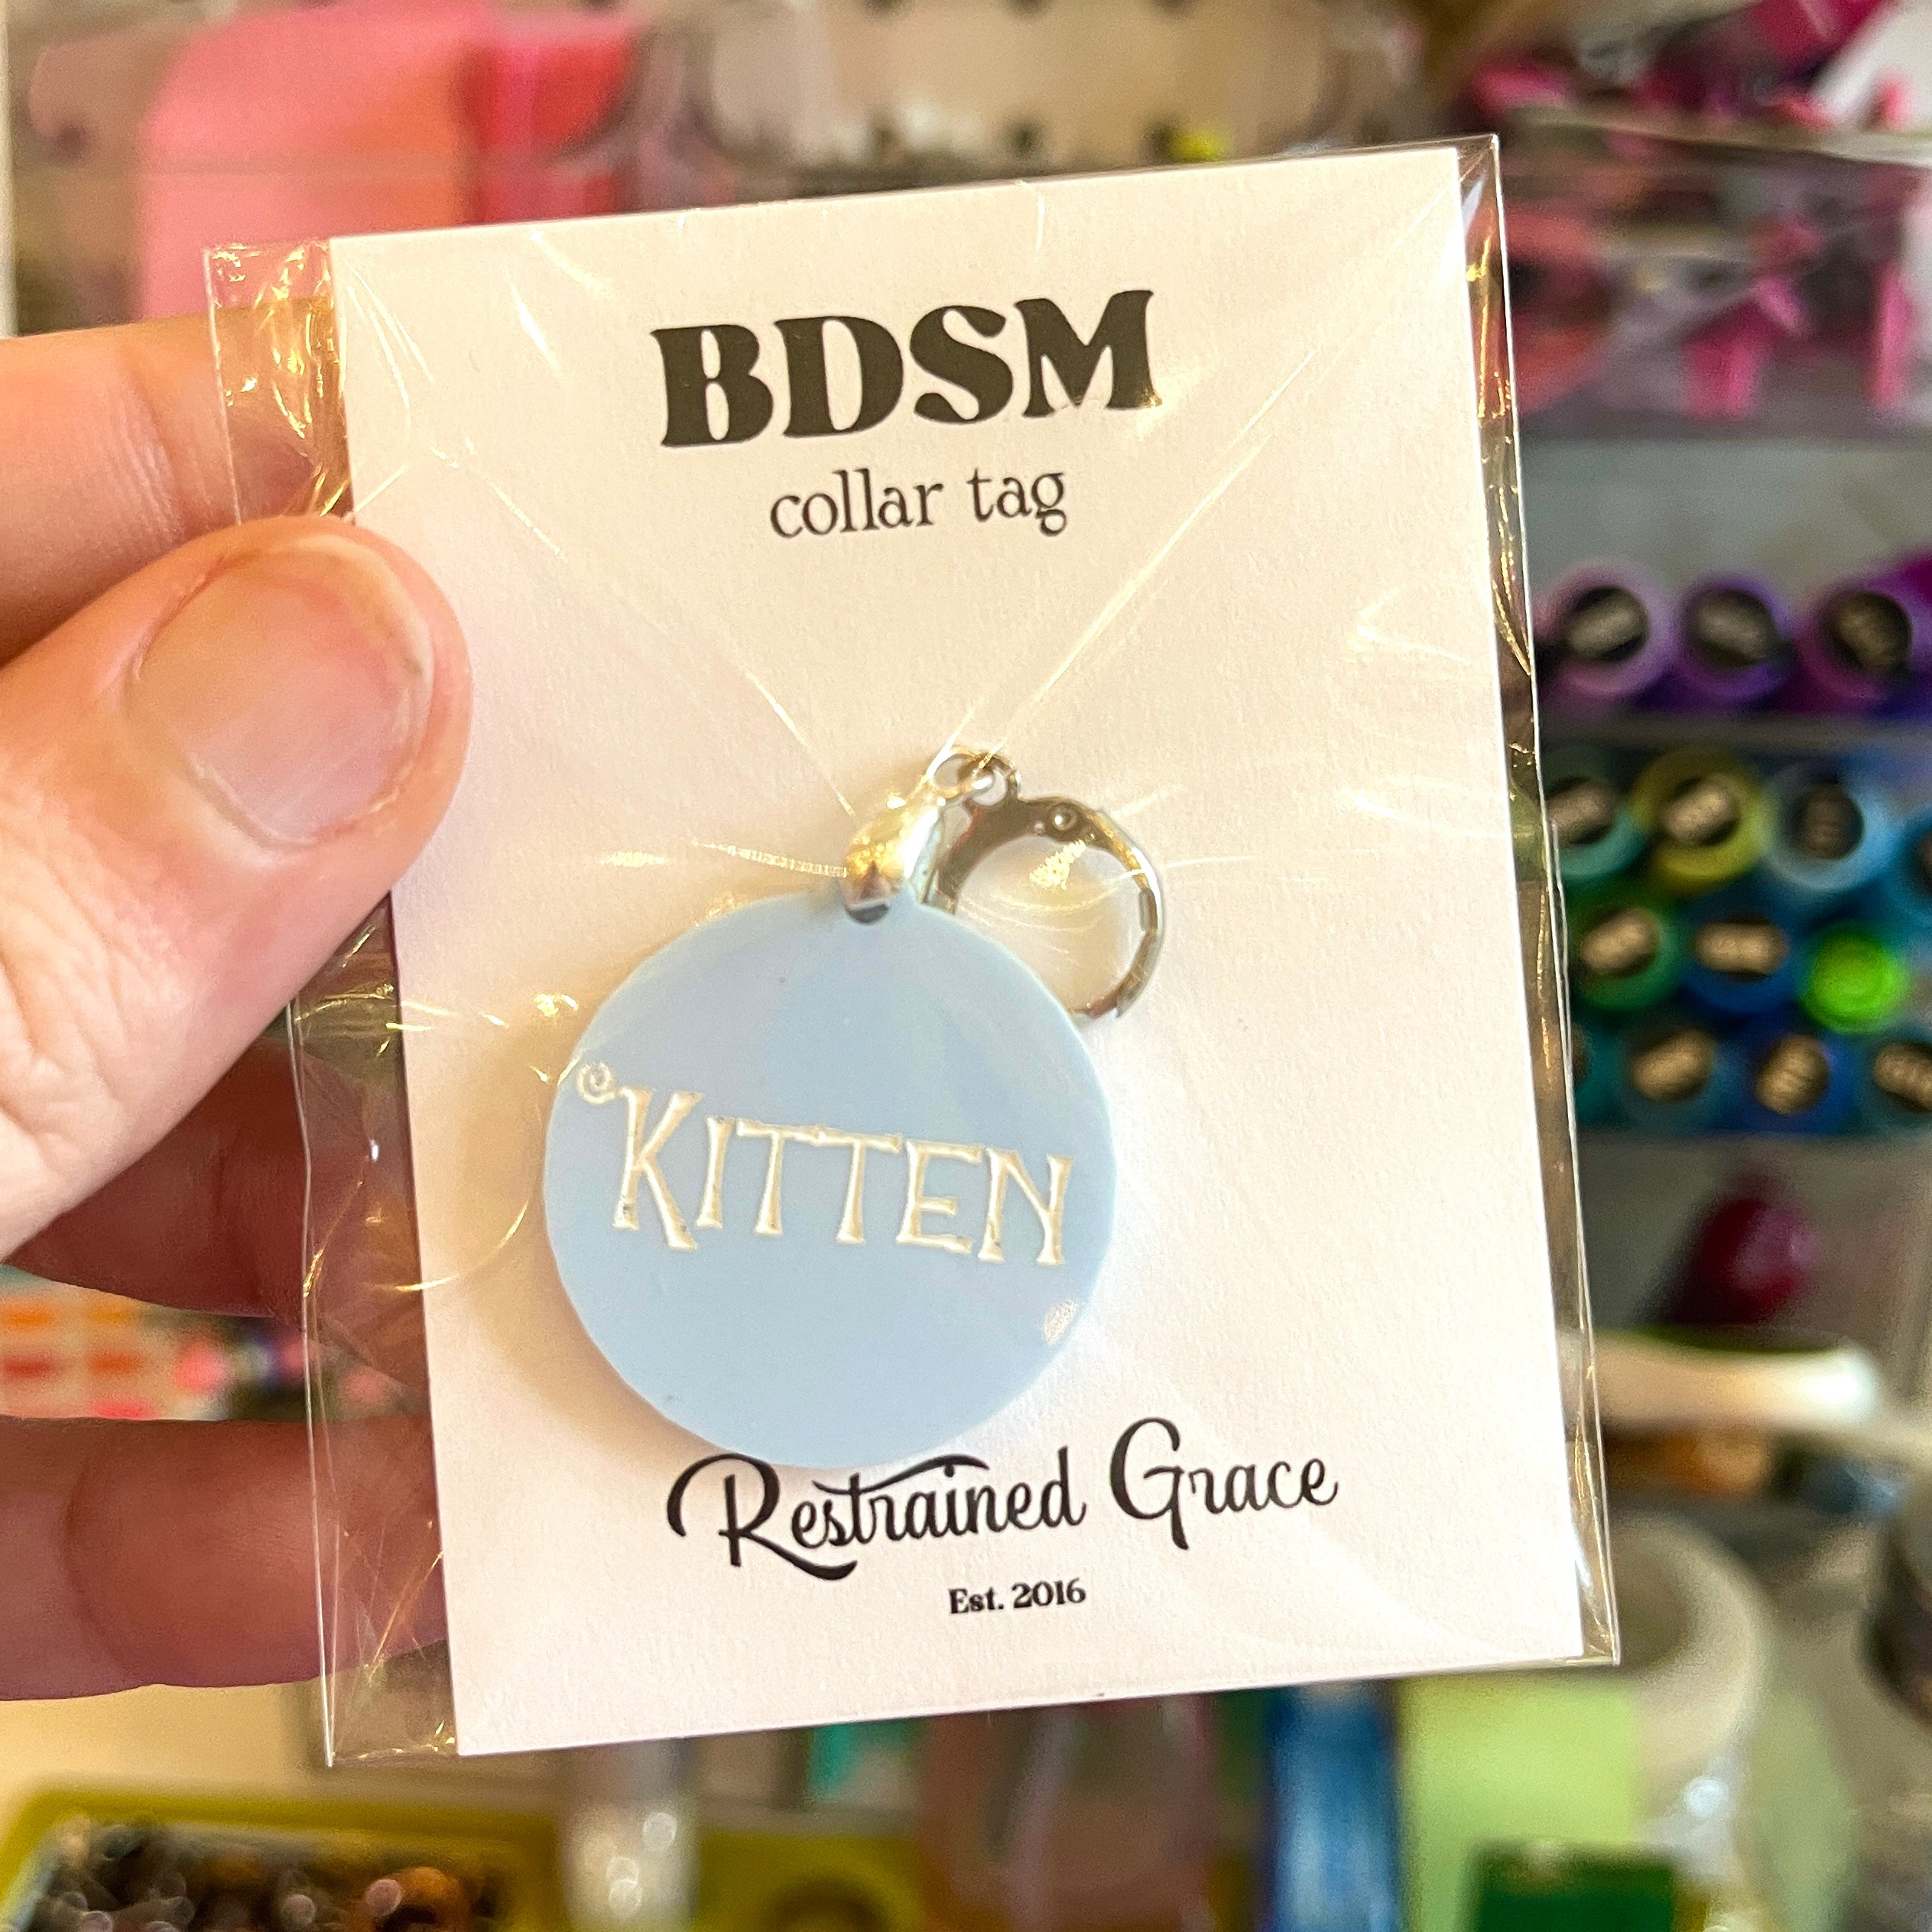 BDSM
collar tag
KITTEN
Restrained Grace
Est. 2016